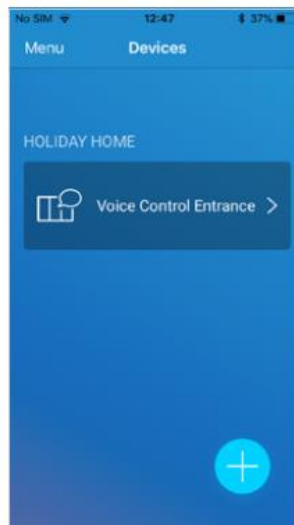 No SIM 12:47 37%
Menu Devices
HOLIDAY HOME
Voice Control Entrance